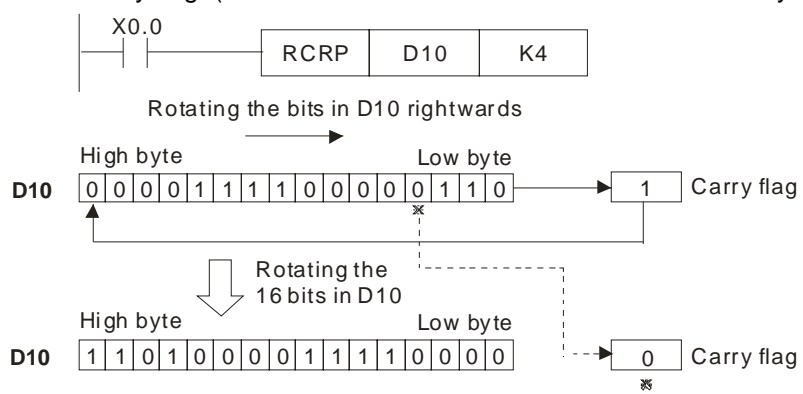 X0.0
RCRP D10 K4
Rotating the bits in D10 rightwards
High byte Low byte
D10 0 0 0 0 1 1 1 1 0 0 0 0 0 1 1 0 1 Carry flag
※
Rotating the
16 bits in D10
High byte Low byte
D10 1 1 0 1 0 0 0 0 1 1 1 1 0 0 0 0 0 Carry flag
※